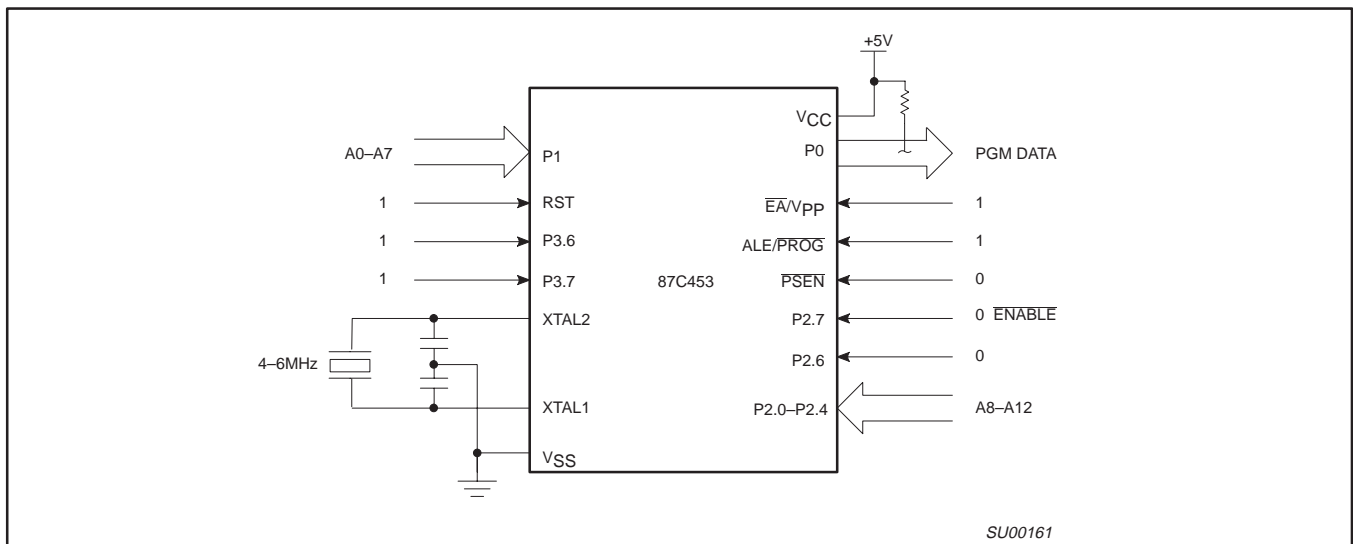 +5V
VCC
A0–A7
P1
P0
PGM DATA
1
RST
EA/VPP
1
1
P3.6
ALE/PROG
1
1
P3.7
87C453
PSEN
0
XTAL2
P2.7
0 ENABLE
4–6MHz
P2.6
0
XTAL1
P2.0–P2.4
A8–A12
VSS
SU00161